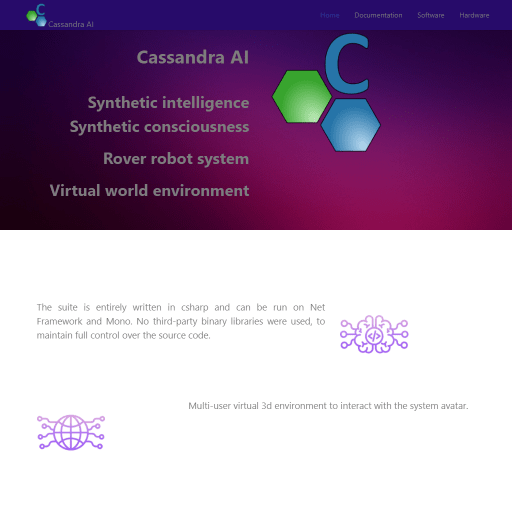 Cassandra AI
Home Documentation Software Hardware
C
Cassandra AI
Synthetic intelligence
Synthetic consciousness
Rover robot system
Virtual world environment
The suite is entirely written in csharp and can be run on Net
Framework and Mono. No third-party binary libraries were used, to
maintain full control over the source code.
Multi-user virtual 3d environment to interact with the system avatar.